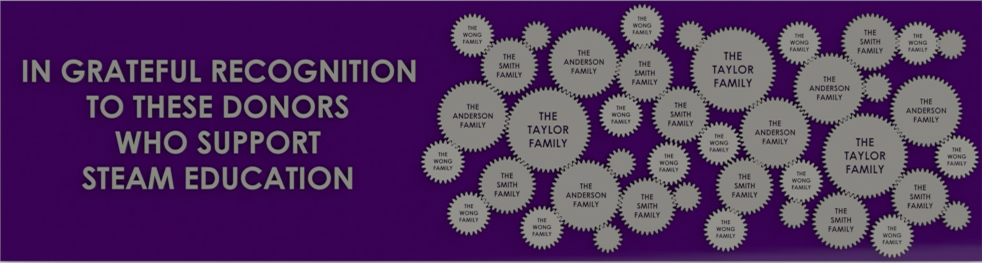 IN GRATEFUL RECOGNITION
TO THESE DONORS
WHO SUPPORT
STEAM EDUCATION
THE
WONG
FAMILY
THE
SMITH
FAMILY
THE
ANDERSON
FAMILY
THE
WONG
FAMILY
THE
SMITH
FAMILY
THE
TAYLOR
FAMILY
THE
WONG
FAMILY
THE
SMITH
FAMILY
THE
WONG
FAMILY
THE
ANDERSON
FAMILY
THE
ANDERSON
FAMILY
THE
ANDERSON
FAMILY
THE
TAYLOR
FAMILY
THE
WONG
FAMILY
THE
SMITH
FAMILY
THE
WONG
FAMILY
THE
ANDERSON
FAMILY
THE
TAYLOR
FAMILY
THE
WONG
FAMILY
THE
WONG
FAMILY
THE
SMITH
FAMILY
THE
ANDERSON
FAMILY
THE
WONG
FAMILY
THE
SMITH
FAMILY
THE
SMITH
FAMILY
THE
WONG
FAMILY
THE
SMITH
FAMILY
THE
WONG
FAMILY
THE
WONG
FAMILY
THE
WONG
FAMILY
THE
SMITH
FAMILY
THE
WONG
FAMILY